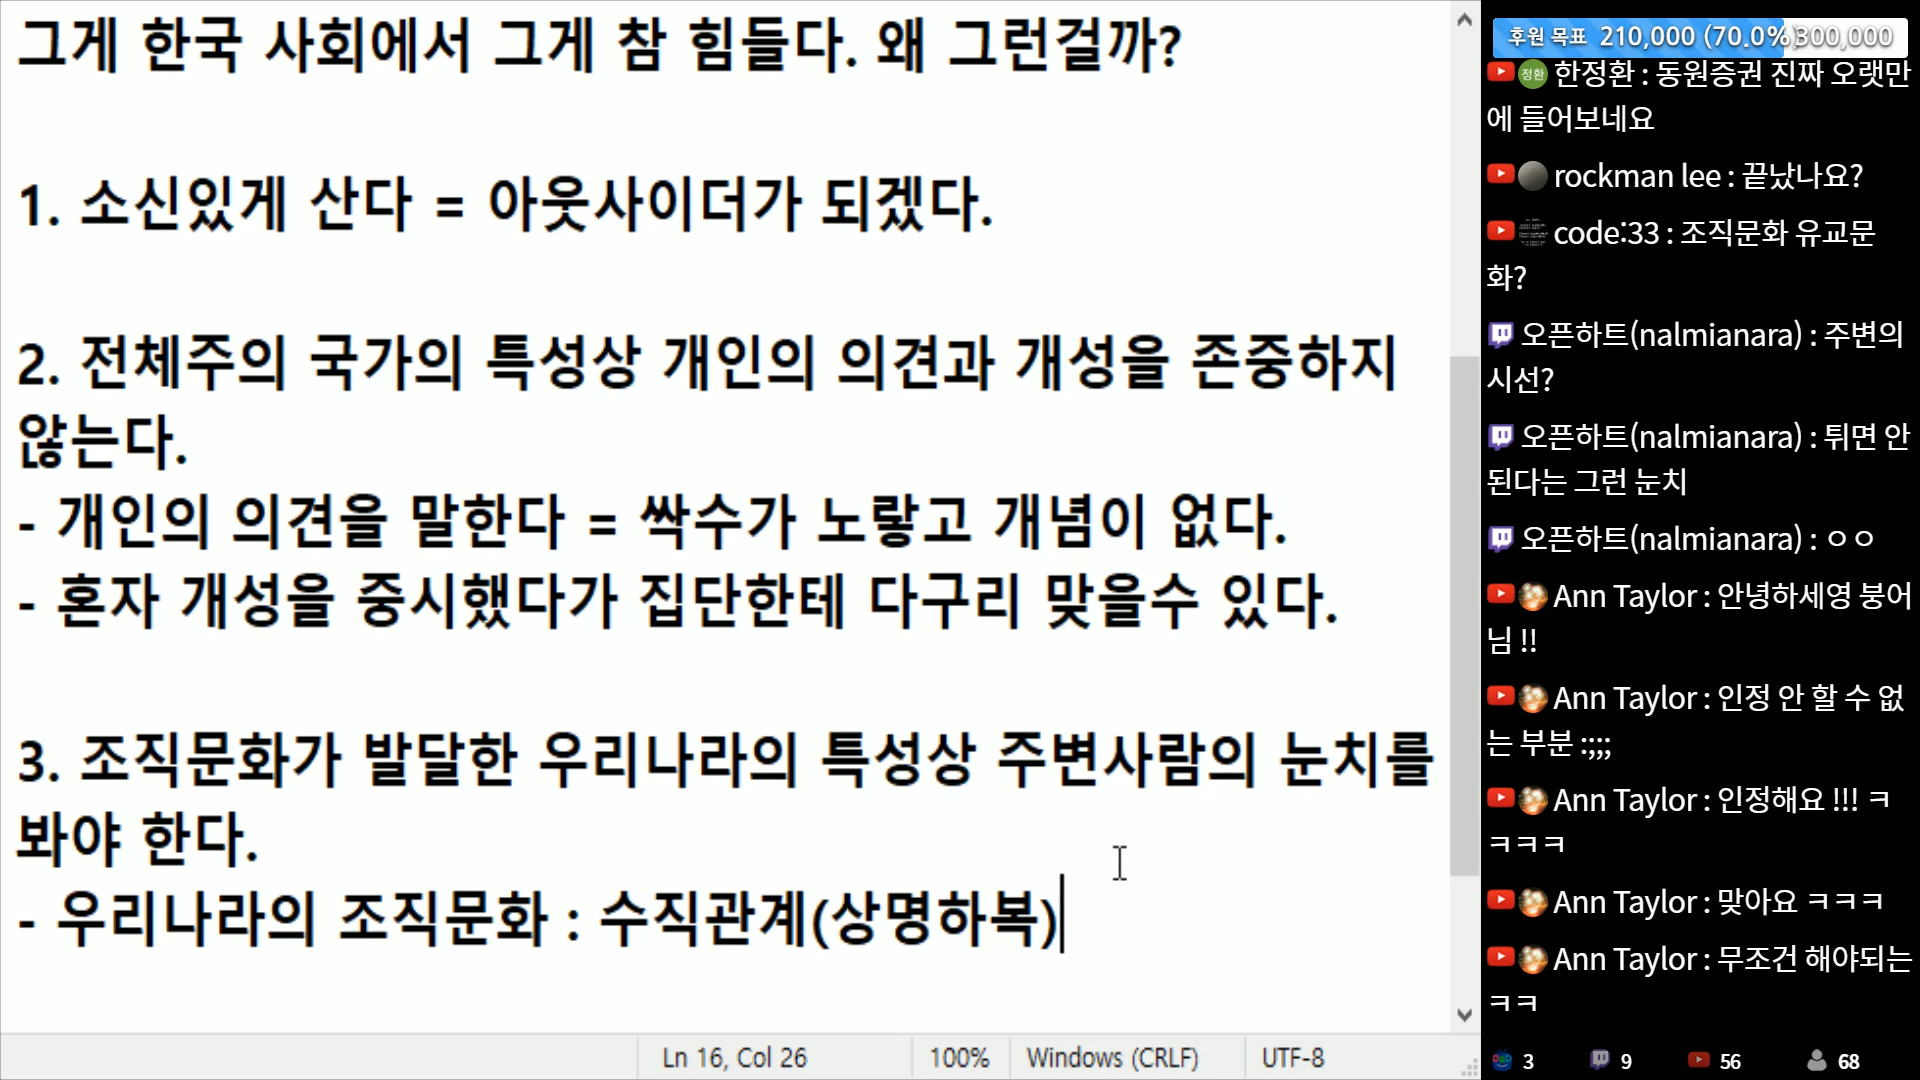 그게 한국 사회에서 그게 참 힘들다. 왜 그런걸까?
1. 소신있게 산다 = 아웃사이더가 되겠다.
2. 전체주의 국가의 특성상 개인의 의견과 개성을 존중하지
않는다.
- 개인의 의견을 말한다 = 싹수가 노랗고 개념이 없다.
- 혼자 개성을 중시했다가 집단한테 다구리 맞을수 있다.
3. 조직문화가 발달한 우리나라의 특성상 주변사람의 눈치를
봐야 한다.
- 우리나라의 조직문화 : 수직관계(상명하복)
Ln 16, Col 26
100%
Windows (CRLF)
UTF-8
후원 목표 210,000 (70.0%) 300,000
정환 한정환 : 동원증권 진짜 오랫만
에 들어보네요
rockman lee : 끝났나요?
code:33 : 조직문화 유교문
화?
오픈하트(nalmianara) : 주변의
시선?
오픈하트(nalmianara) : 튀면 안
된다는 그런 눈치
오픈하트(nalmianara) : ㅇㅇ
Ann Taylor : 안녕하세영 붕어
님 !!
Ann Taylor : 인정 안 할 수 없
는 부분 :;;;
Ann Taylor : 인정해요 !!! ㅋ
ㅋㅋㅋ
Ann Taylor : 맞아요 ㅋㅋㅋ
Ann Taylor : 무조건 해야되는
ㅋㅋ
3 9 56 68